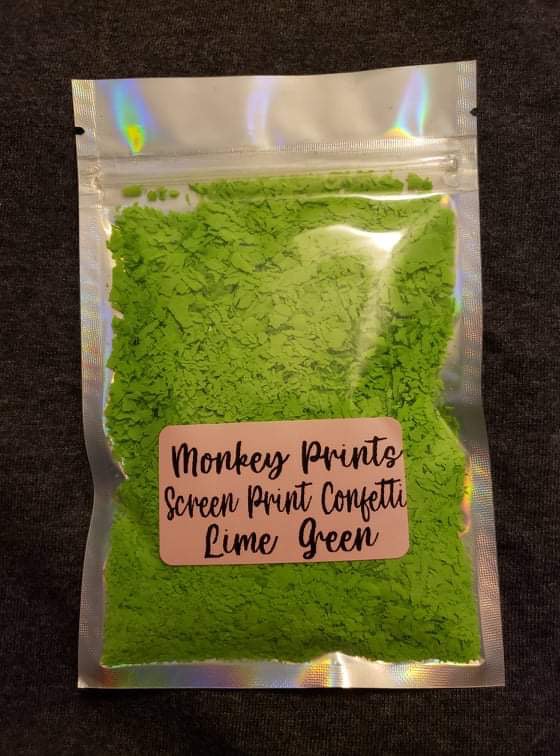 Monkey Prints
Screen Print Confetti
Lime Green